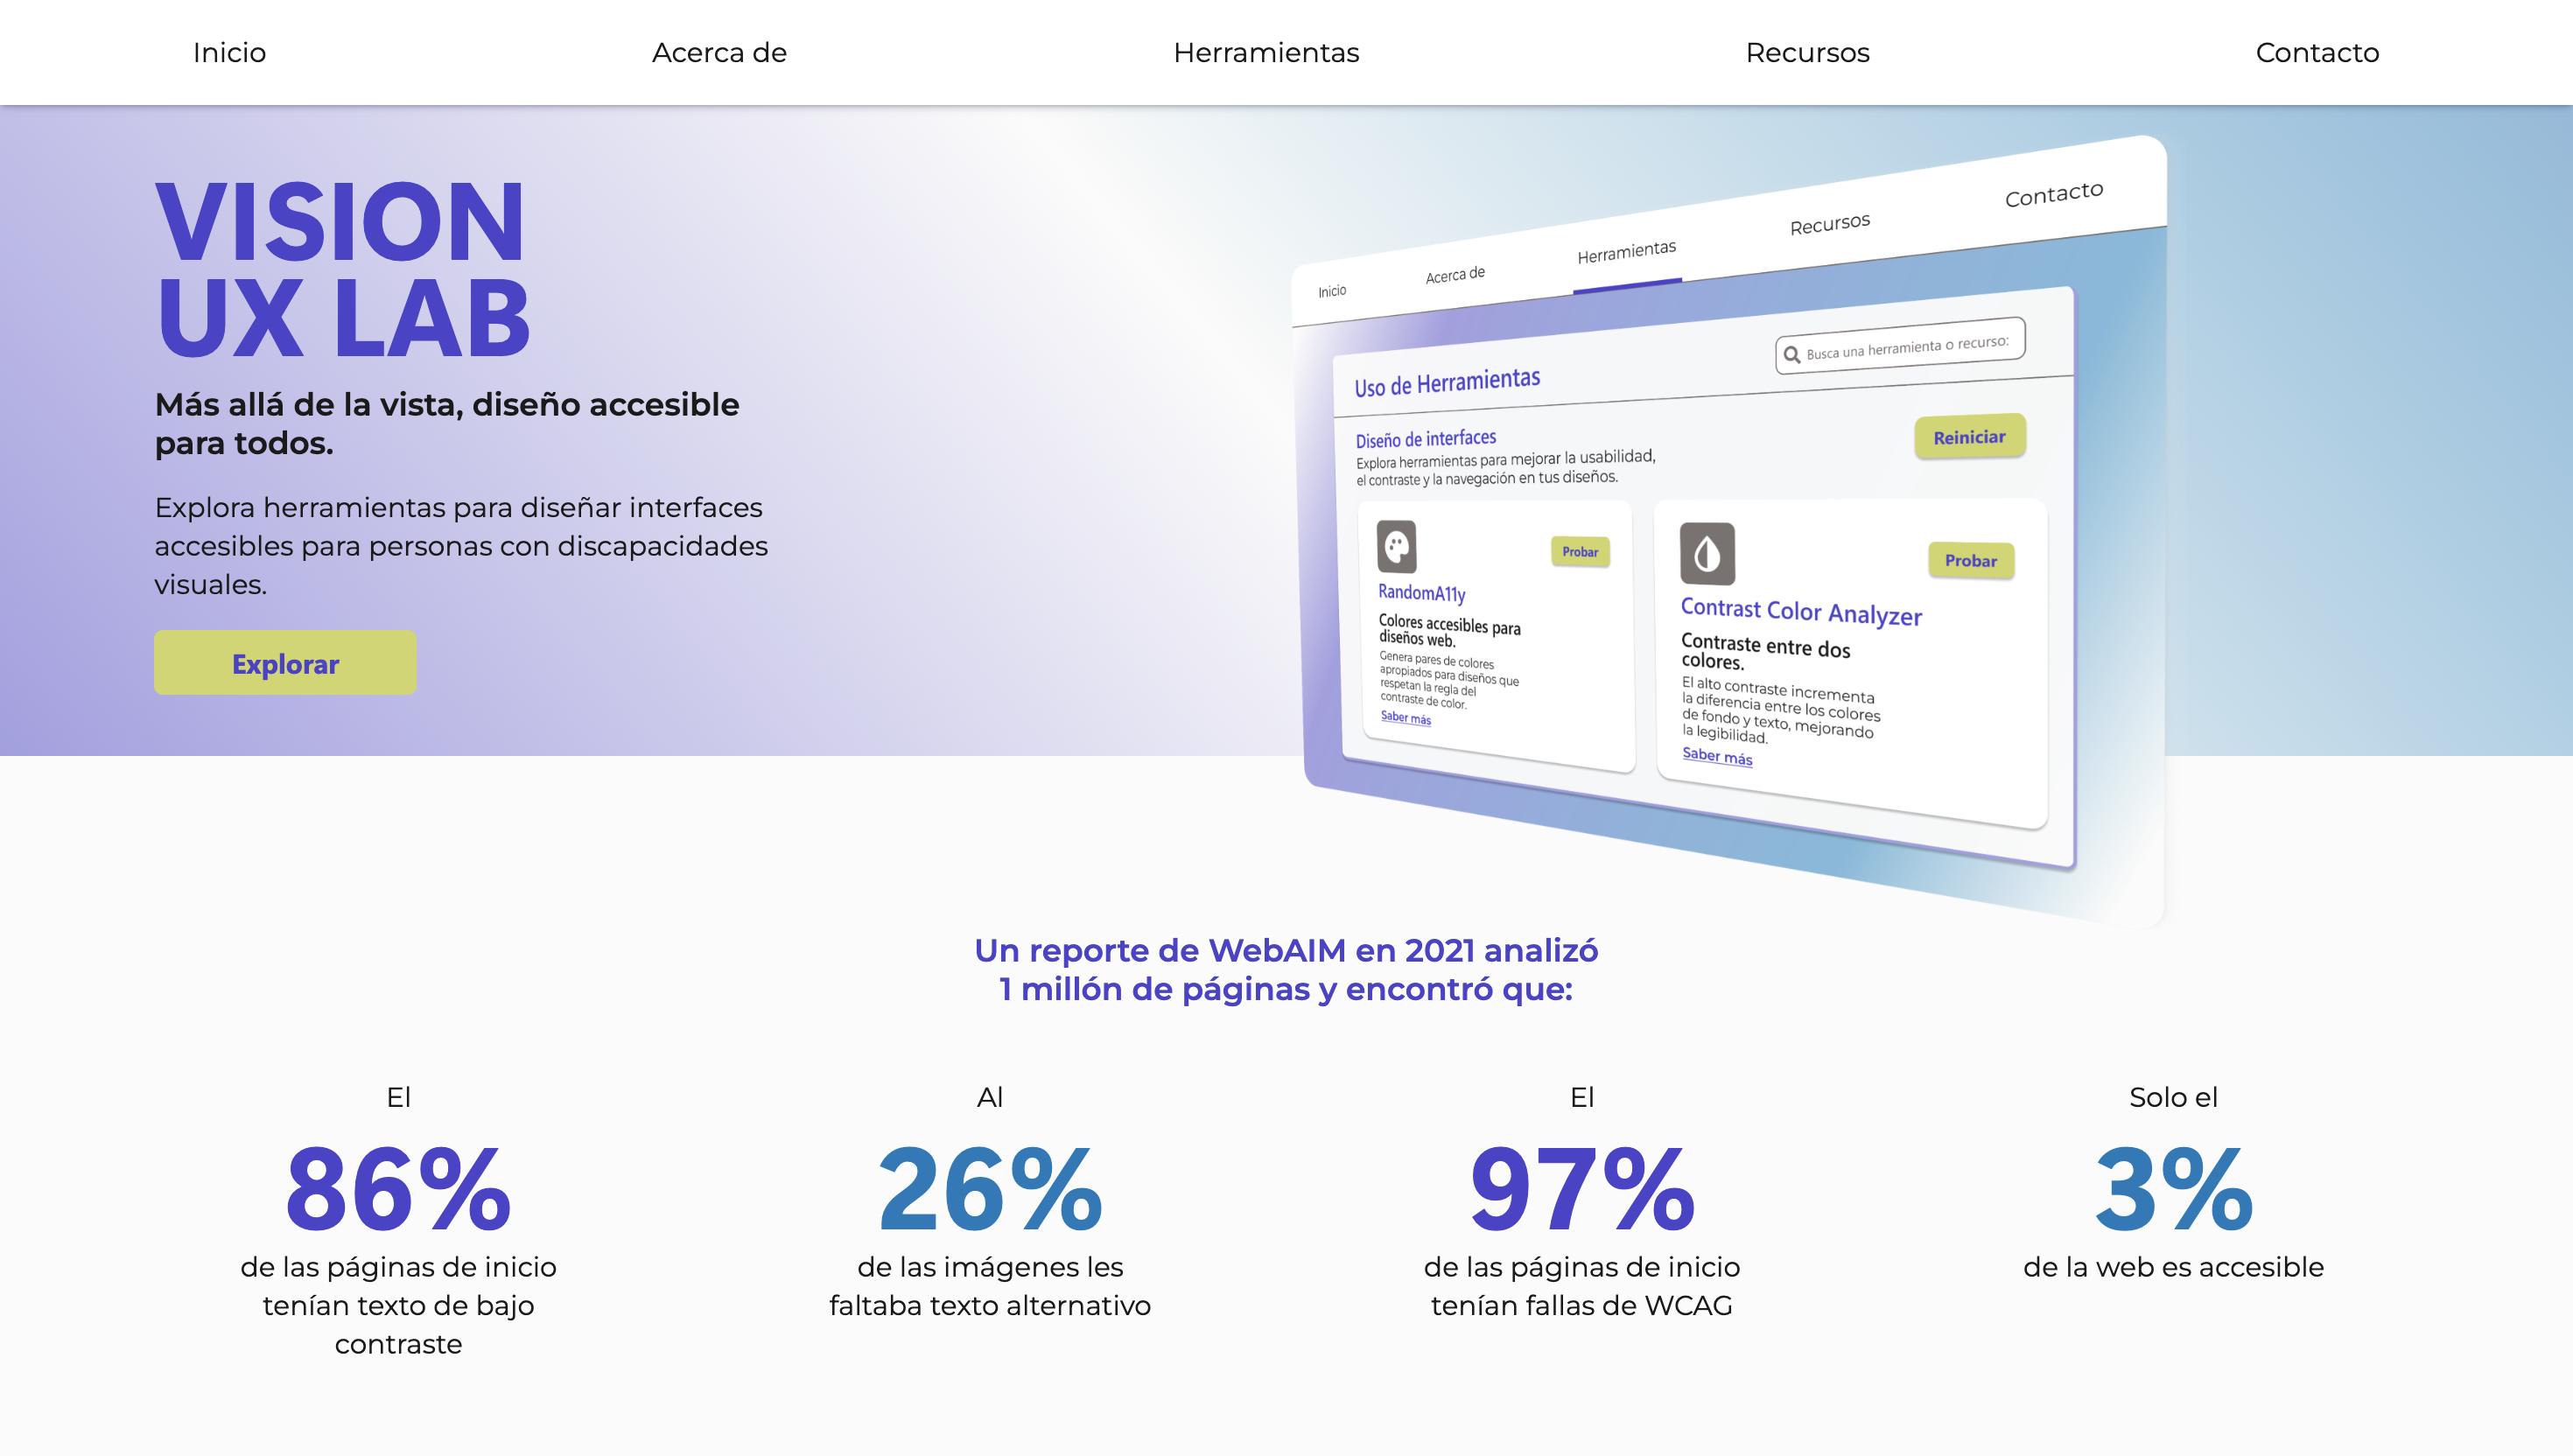 Inicio
Acerca de
Herramientas
Recursos
Contacto
VISION
UX LAB
Más allá de la vista, diseño accesible
para todos.
Explora herramientas para diseñar interfaces
accesibles para personas con discapacidades
visuales.
Explorar
Inicio
Acerca de
Herramientas
Recursos
Contacto
Uso de Herramientas
Busca una herramienta o recurso:
Diseño de interfaces
Explora herramientas para mejorar la usabilidad,
el contraste y la navegación en tus diseños.
Reiniciar
Probar
RandomA11y
Colores accesibles para
diseños web.
Genera pares de colores
apropiados para diseños que
respetan la regla del
contraste de color.
Saber más
Probar
Contrast Color Analyzer
Contraste entre dos
colores.
El alto contraste incrementa
la diferencia entre los colores
de fondo y texto, mejorando
la legibilidad.
Saber más
Un reporte de WebAIM en 2021 analizó
1 millón de páginas y encontró que:
El
86%
de las páginas de inicio
tenían texto de bajo
contraste
Al
26%
de las imágenes les
faltaba texto alternativo
El
97%
de las páginas de inicio
tenían fallas de WCAG
Solo el
3%
de la web es accesible